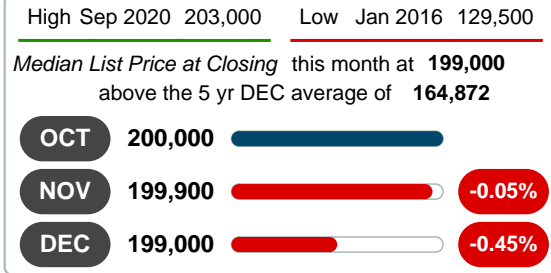 High Sep 2020 203,000 Low Jan 2016 129,500
Median List Price at Closing this month at 199,000
above the 5 yr DEC average of 164,872
OCT 200,000
NOV 199,900 -0.05%
DEC 199,000 -0.45%